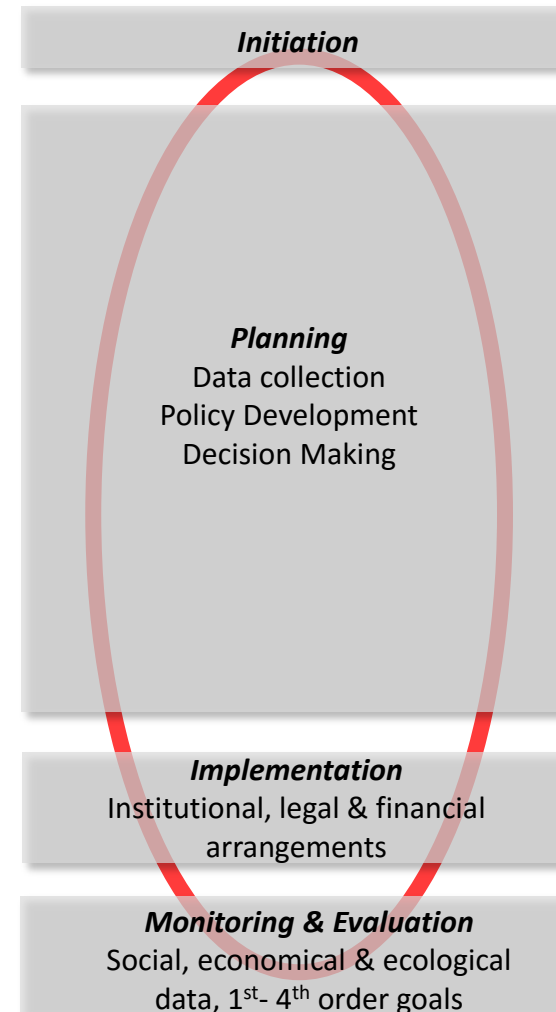 Initiation
Planning
Data collection
Policy Development
Decision Making
Implementation
Institutional, legal & financial
arrangements
Monitoring & Evaluation
Social, economical & ecological
data, 1st- 4th order goals